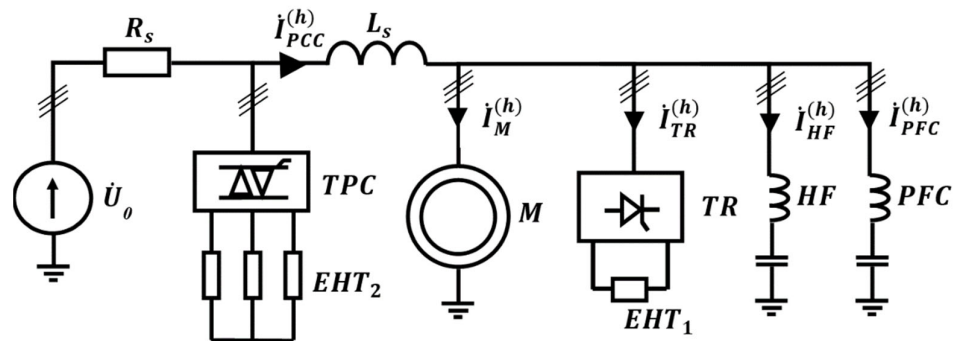 R_s
İ_PCC^(h)
L_s
İ_M^(h)
İ_TR^(h)
İ_HF^(h)
İ_PFC^(h)
U̇_0
TPC
M
TR
HF
PFC
EHT_2
EHT_1